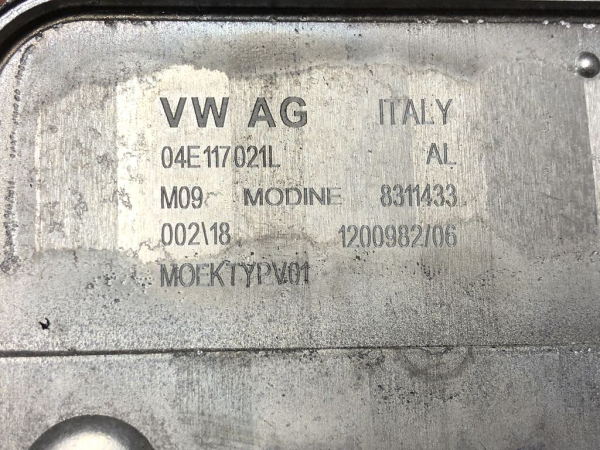 VW AG ITALY
04E117021L AL
M09 MODINE 8311433
002\18 1200982/06
MOEKTYPV01